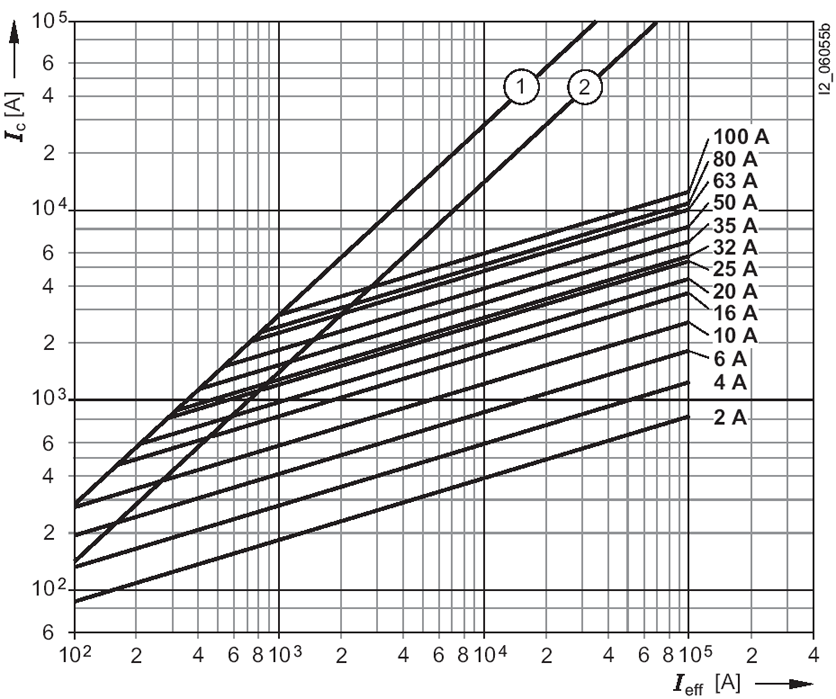 I2_06055b
Ic [A]
10⁵
6
4
2
10⁴
6
4
2
10³
6
4
2
10²
6
1
2
100 A
80 A
63 A
50 A
35 A
32 A
25 A
20 A
16 A
10 A
6 A
4 A
2 A
10² 2 4 6 8 10³ 2 4 6 8 10⁴ 2 4 6 8 10⁵ 2 4
Ieff [A]